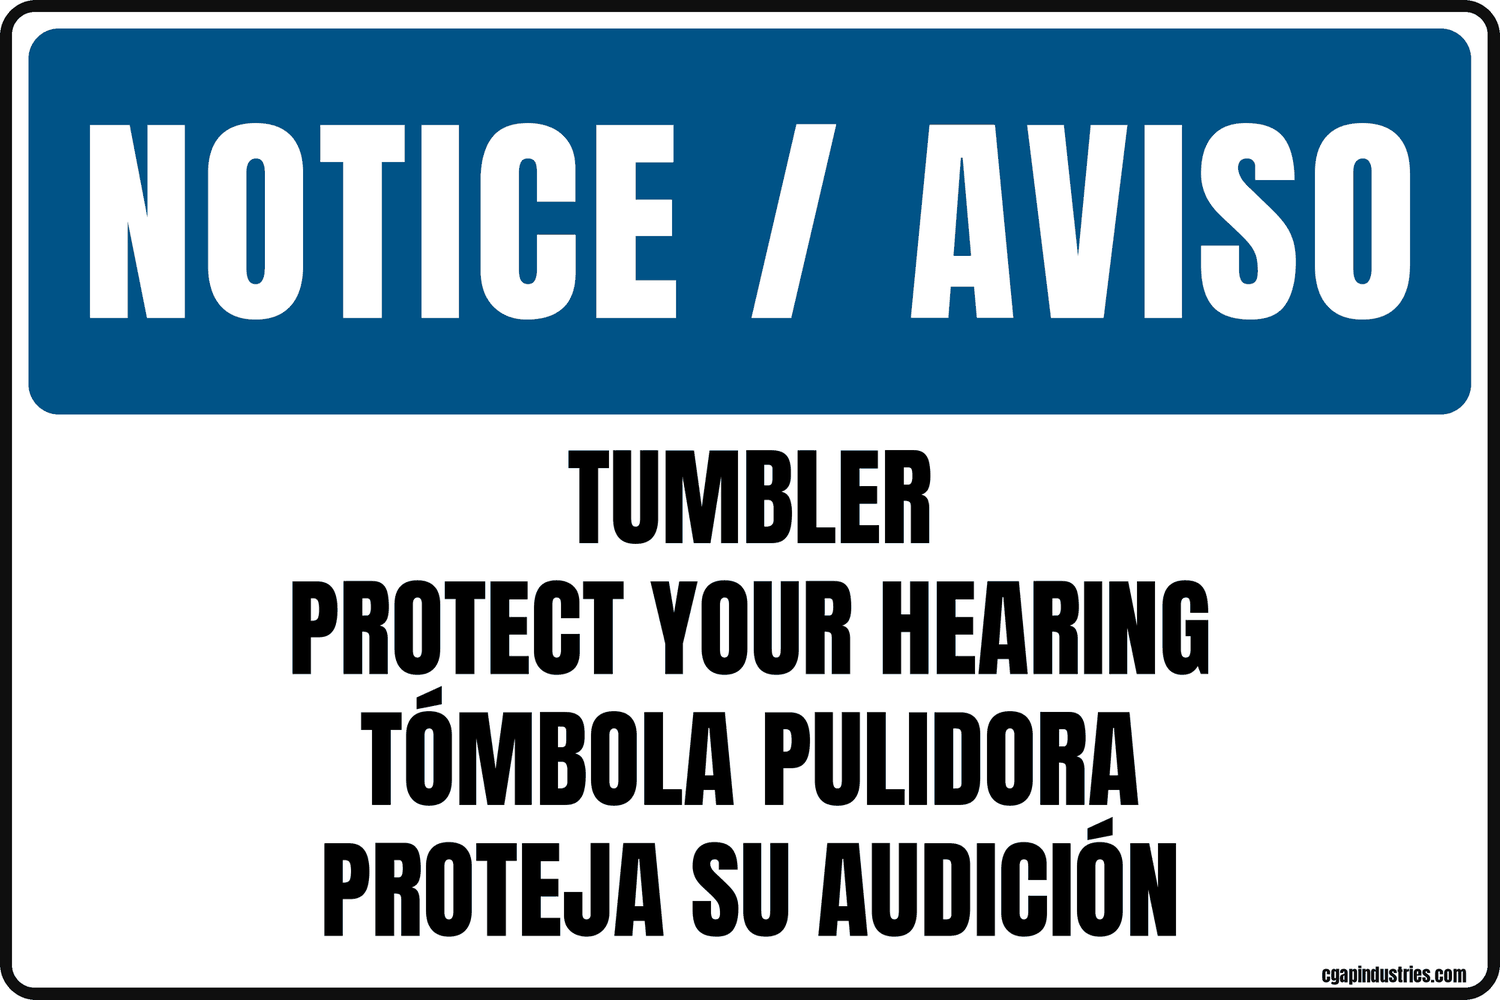 NOTICE / AVISO
TUMBLER
PROTECT YOUR HEARING
TÓMBOLA PULIDORA
PROTEJA SU AUDICIÓN
cgapindustries.com